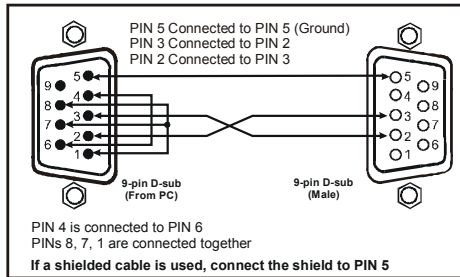 PIN 5 Connected to PIN 5 (Ground)
PIN 3 Connected to PIN 2
PIN 2 Connected to PIN 3
5
9
4
8
3
7
2
6
1
5
9
4
8
3
7
2
6
1
9-pin D-sub
(From PC)
9-pin D-sub
(Male)
PIN 4 is connected to PIN 6
PINs 8, 7, 1 are connected together
If a shielded cable is used, connect the shield to PIN 5